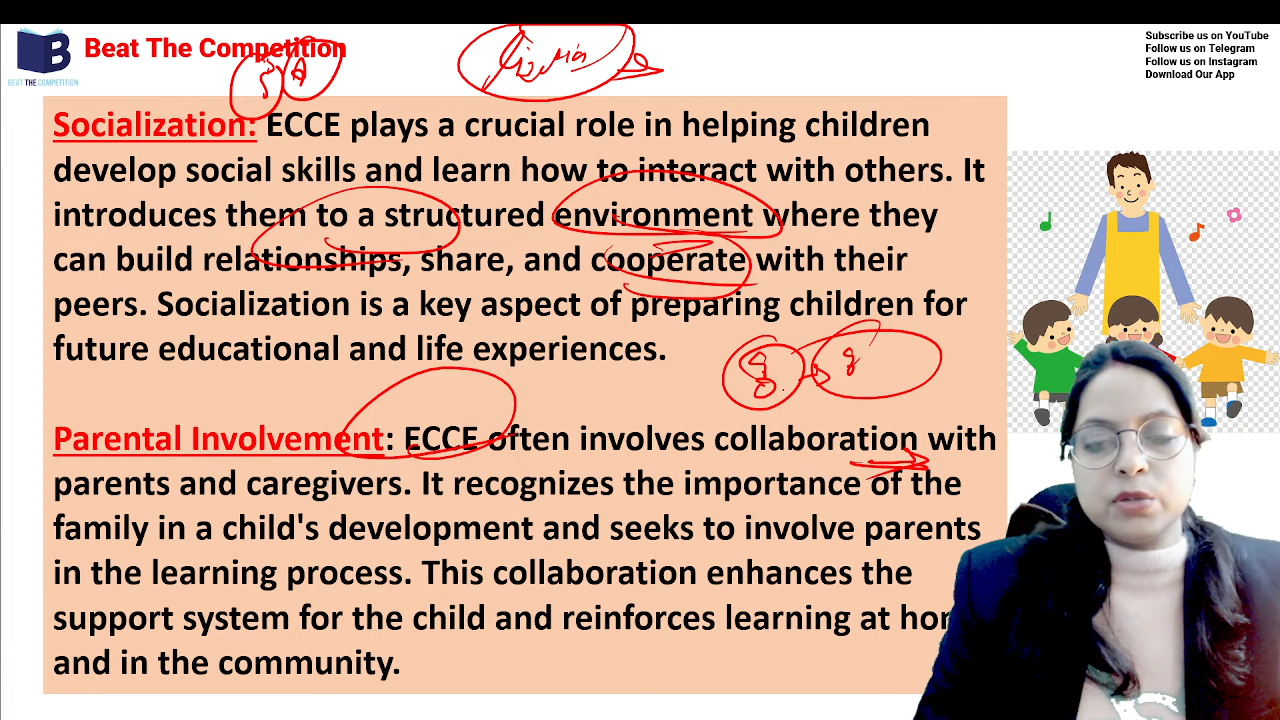 Beat The Competition
BEAT THE COMPETITION
Subscribe us on YouTube
Follow us on Telegram
Follow us on Instagram
Download Our App
Socialization: ECCE plays a crucial role in helping children
develop social skills and learn how to interact with others. It
introduces them to a structured environment where they
can build relationships, share, and cooperate with their
peers. Socialization is a key aspect of preparing children for
future educational and life experiences.
Parental Involvement: ECCE often involves collaboration with
parents and caregivers. It recognizes the importance of the
family in a child's development and seeks to involve parents
in the learning process. This collaboration enhances the
support system for the child and reinforces learning at
and in the community.